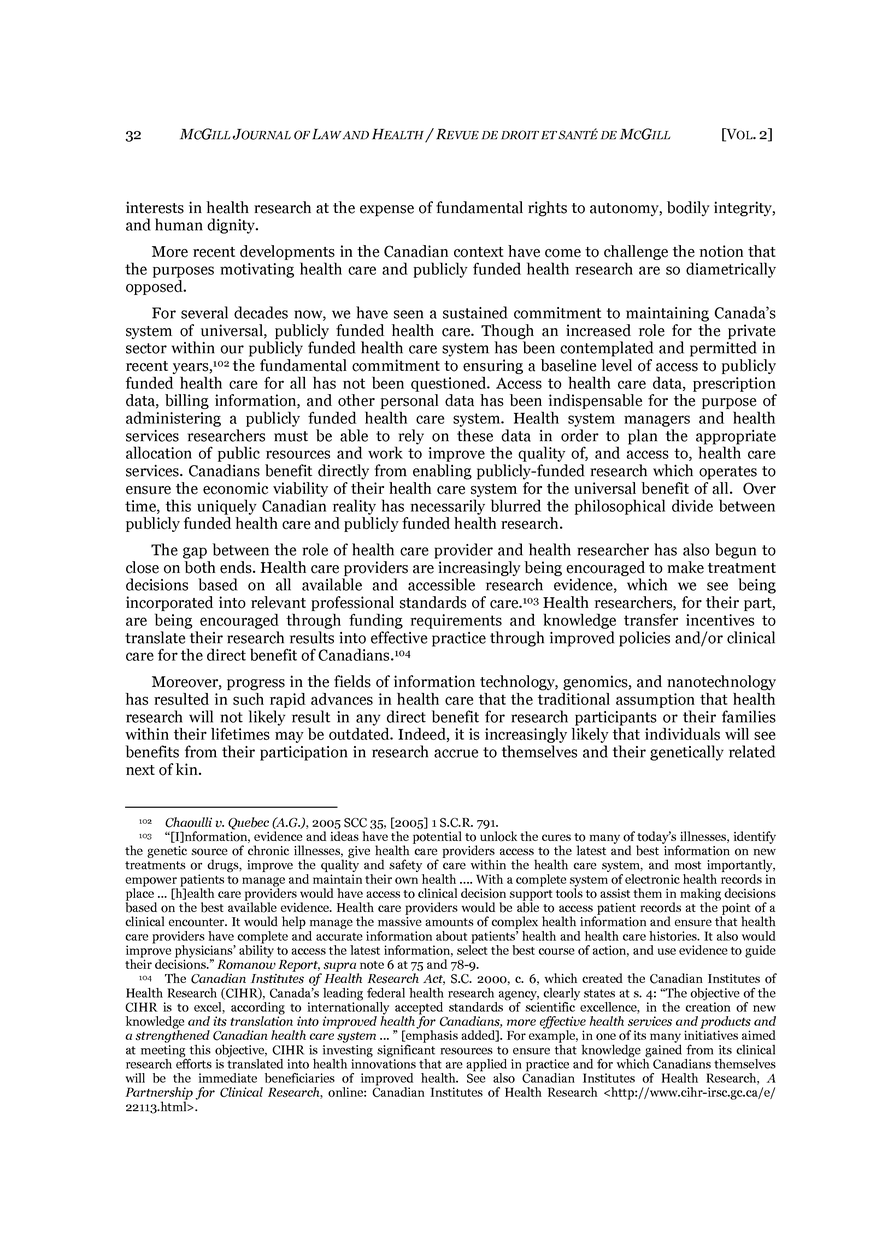 32 MCGILL JOURNAL OF LAW AND HEALTH / REVUE DE DROIT ET SANTÉ DE MCGILL [VOL. 2]
interests in health research at the expense of fundamental rights to autonomy, bodily integrity,
and human dignity.
More recent developments in the Canadian context have come to challenge the notion that
the purposes motivating health care and publicly funded health research are so diametrically
opposed.
For several decades now, we have seen a sustained commitment to maintaining Canada’s
system of universal, publicly funded health care. Though an increased role for the private
sector within our publicly funded health care system has been contemplated and permitted in
recent years,¹⁰² the fundamental commitment to ensuring a baseline level of access to publicly
funded health care for all has not been questioned. Access to health care data, prescription
data, billing information, and other personal data has been indispensable for the purpose of
administering a publicly funded health care system. Health system managers and health
services researchers must be able to rely on these data in order to plan the appropriate
allocation of public resources and work to improve the quality of, and access to, health care
services. Canadians benefit directly from enabling publicly-funded research which operates to
ensure the economic viability of their health care system for the universal benefit of all. Over
time, this uniquely Canadian reality has necessarily blurred the philosophical divide between
publicly funded health care and publicly funded health research.
The gap between the role of health care provider and health researcher has also begun to
close on both ends. Health care providers are increasingly being encouraged to make treatment
decisions based on all available and accessible research evidence, which we see being
incorporated into relevant professional standards of care.¹⁰³ Health researchers, for their part,
are being encouraged through funding requirements and knowledge transfer incentives to
translate their research results into effective practice through improved policies and/or clinical
care for the direct benefit of Canadians.¹⁰⁴
Moreover, progress in the fields of information technology, genomics, and nanotechnology
has resulted in such rapid advances in health care that the traditional assumption that health
research will not likely result in any direct benefit for research participants or their families
within their lifetimes may be outdated. Indeed, it is increasingly likely that individuals will see
benefits from their participation in research accrue to themselves and their genetically related
next of kin.
¹⁰² Chaoulli v. Quebec (A.G.), 2005 SCC 35, [2005] 1 S.C.R. 791.
¹⁰³ “[I]nformation, evidence and ideas have the potential to unlock the cures to many of today’s illnesses, identify
the genetic source of chronic illnesses, give health care providers access to the latest and best information on new
treatments or drugs, improve the quality and safety of care within the health care system, and most importantly,
empower patients to manage and maintain their own health .... With a complete system of electronic health records in
place ... [h]ealth care providers would have access to clinical decision support tools to assist them in making decisions
based on the best available evidence. Health care providers would be able to access patient records at the point of a
clinical encounter. It would help manage the massive amounts of complex health information and ensure that health
care providers have complete and accurate information about patients’ health and health care histories. It also would
improve physicians’ ability to access the latest information, select the best course of action, and use evidence to guide
their decisions.” Romanow Report, supra note 6 at 75 and 78-9.
¹⁰⁴ The Canadian Institutes of Health Research Act, S.C. 2000, c. 6, which created the Canadian Institutes of
Health Research (CIHR), Canada’s leading federal health research agency, clearly states at s. 4: “The objective of the
CIHR is to excel, according to internationally accepted standards of scientific excellence, in the creation of new
knowledge and its translation into improved health for Canadians, more effective health services and products and
a strengthened Canadian health care system ... ” [emphasis added]. For example, in one of its many initiatives aimed
at meeting this objective, CIHR is investing significant resources to ensure that knowledge gained from its clinical
research efforts is translated into health innovations that are applied in practice and for which Canadians themselves
will be the immediate beneficiaries of improved health. See also Canadian Institutes of Health Research, A
Partnership for Clinical Research, online: Canadian Institutes of Health Research <http://www.cihr-irsc.gc.ca/e/
22113.html>.